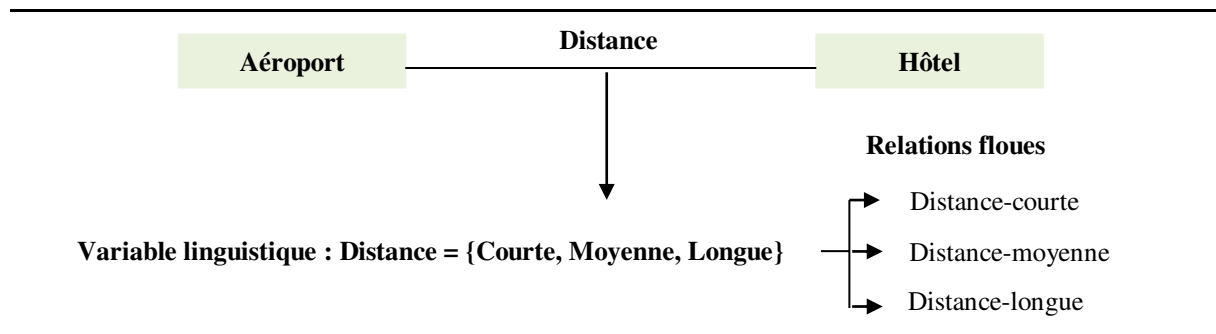 Distance
Aéroport
Hôtel
Relations floues
Distance-courte
Variable linguistique : Distance = {Courte, Moyenne, Longue}
Distance-moyenne
Distance-longue